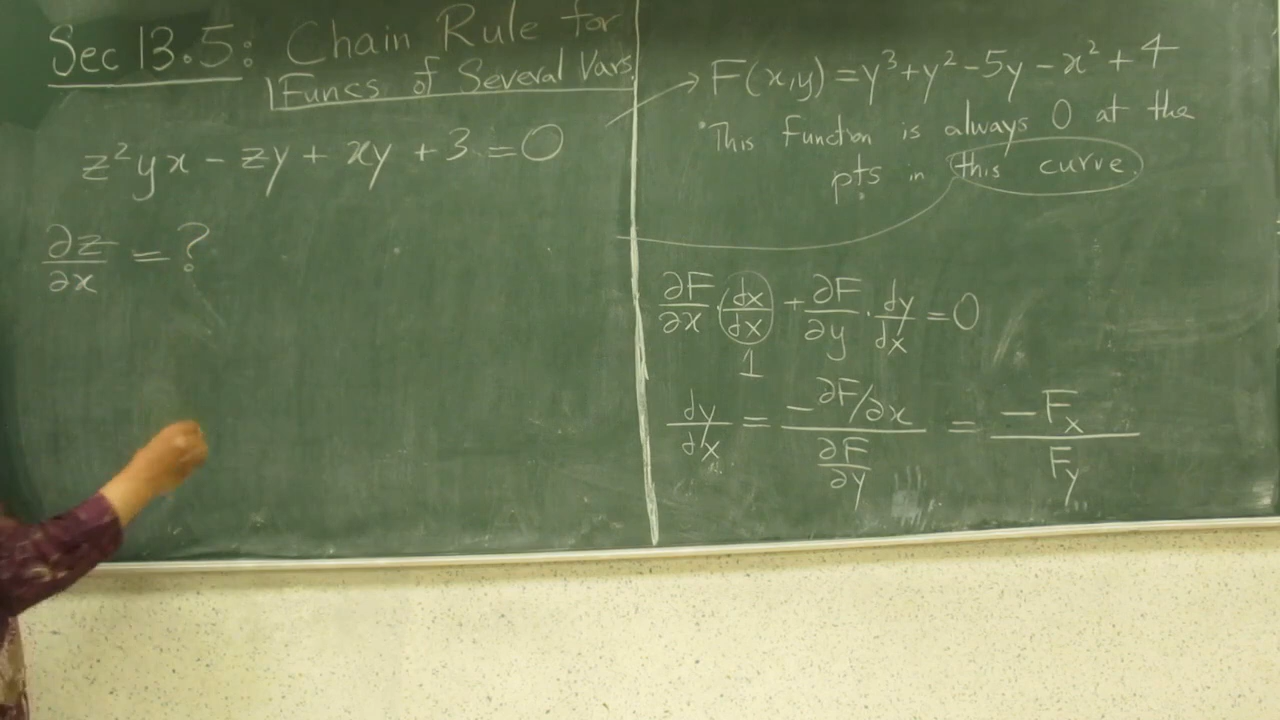 Sec 13.5: Chain Rule for
Funcs of Several Vars.
z²yx - zy + xy + 3 = 0
∂z/∂x = ?
F(x,y) = y³ + y² - 5y - x² + 4
This Function is always 0 at the
pts in this curve.
∂F/∂x · (dx/dx) + ∂F/∂y · dy/dx = 0
1
dy/dx = (-∂F/∂x)/(∂F/∂y) = -Fₓ/F_y